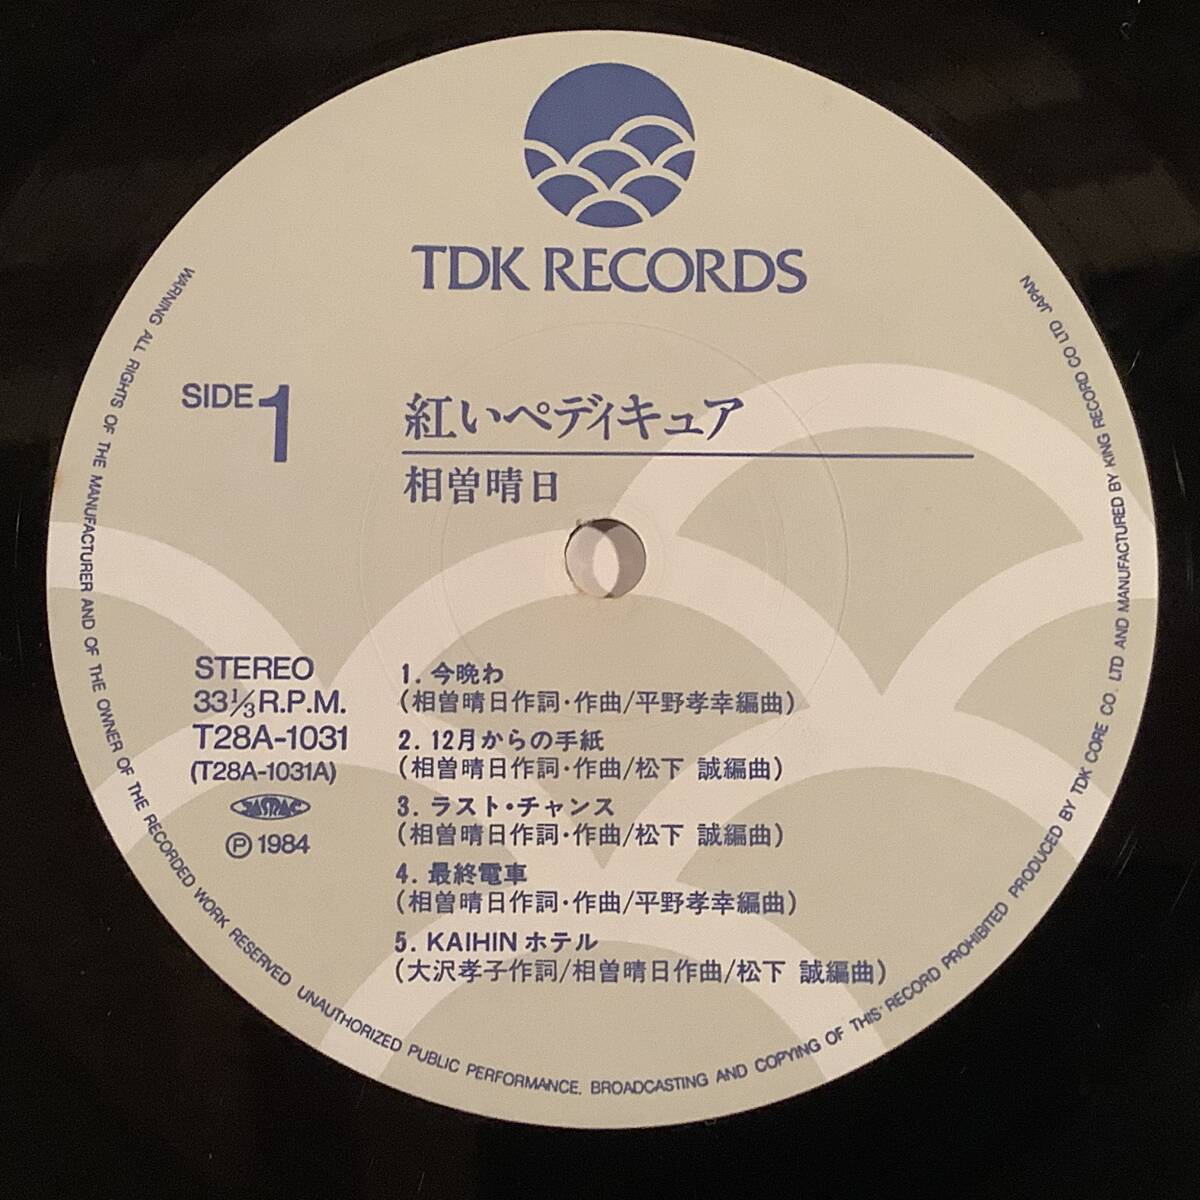 TDK RECORDS
SIDE 1
紅いペディキュア
相曽晴日
STEREO
33⅓R.P.M.
T28A-1031
(T28A-1031A)
JASRAC
Ⓟ 1984
1. 今晩わ
(相曽晴日作詞・作曲/平野孝幸編曲)
2. 12月からの手紙
(相曽晴日作詞・作曲/松下 誠編曲)
3. ラスト・チャンス
(相曽晴日作詞・作曲/松下 誠編曲)
4. 最終電車
(相曽晴日作詞・作曲/平野孝幸編曲)
5. KAIHINホテル
(大沢孝子作詞/相曽晴日作曲/松下 誠編曲)
WARNING ALL RIGHTS OF THE MANUFACTURER AND OF THE OWNER OF THE RECORDED WORK RESERVED UNAUTHORIZED PUBLIC PERFORMANCE, BROADCASTING AND COPYING OF THIS RECORD PROHIBITED PRODUCED BY TDK CORE CO. LTD AND MANUFACTURED BY KING RECORD CO LTD JAPAN